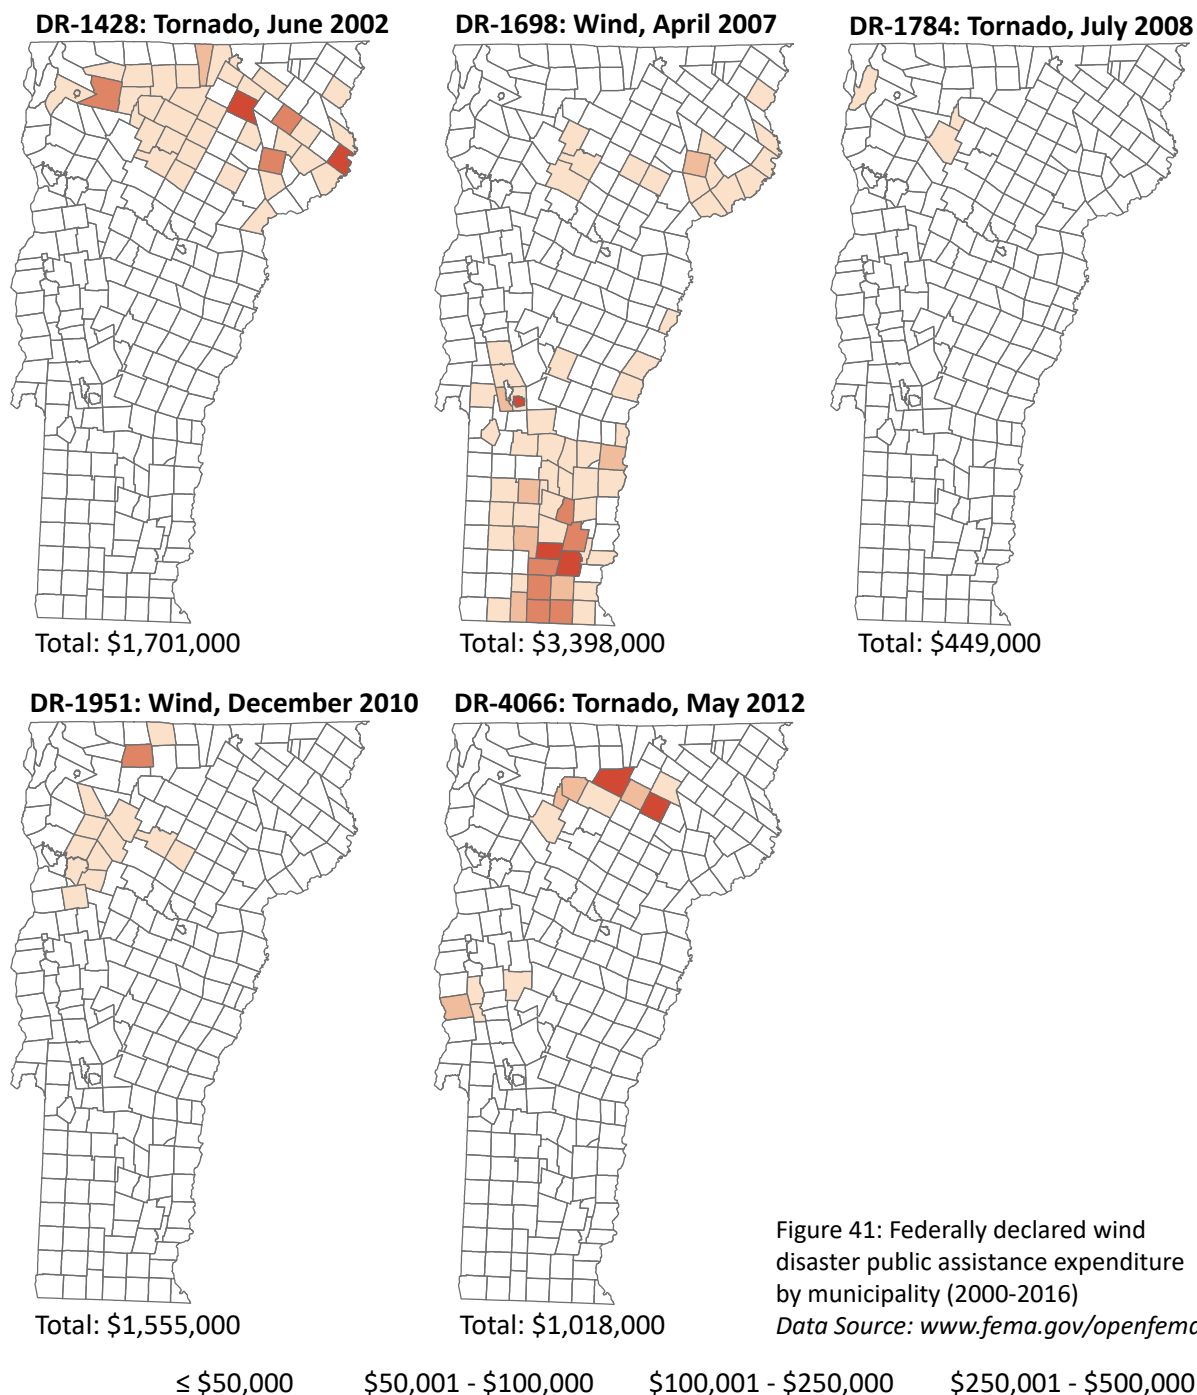 DR-1428: Tornado, June 2002
DR-1698: Wind, April 2007
DR-1784: Tornado, July 2008
Total: $1,701,000
Total: $3,398,000
Total: $449,000
DR-1951: Wind, December 2010
DR-4066: Tornado, May 2012
Total: $1,555,000
Total: $1,018,000
Figure 41: Federally declared wind
disaster public assistance expenditure
by municipality (2000-2016)
Data Source: www.fema.gov/openfema
≤ $50,000
$50,001 - $100,000
$100,001 - $250,000
$250,001 - $500,000